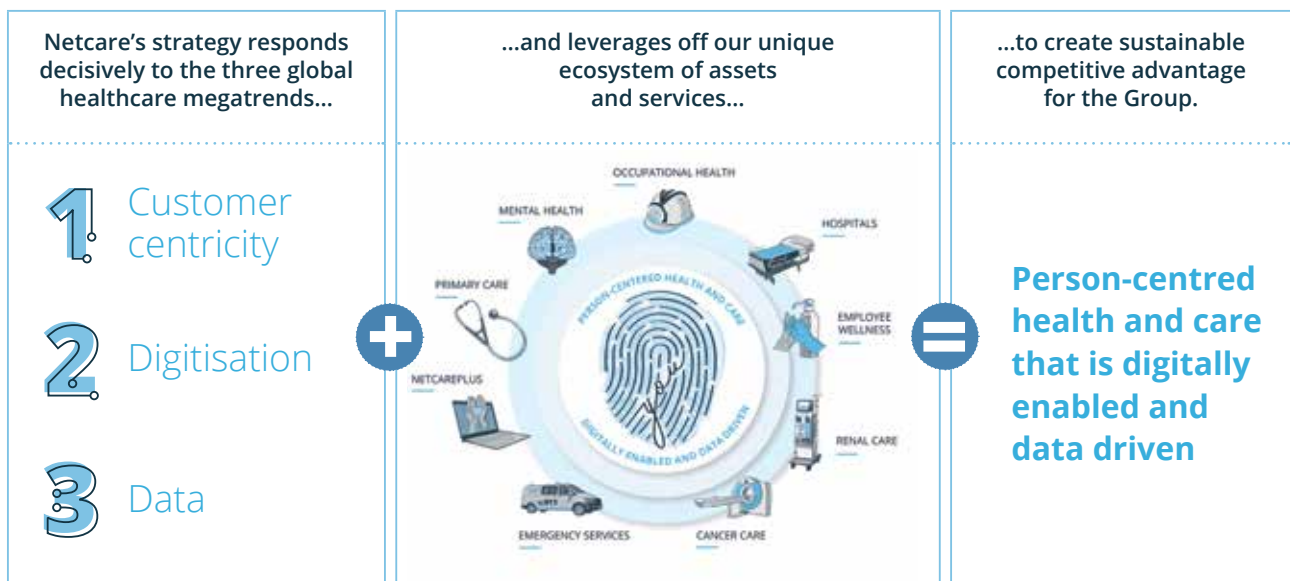 Netcare's strategy responds
decisively to the three global
healthcare megatrends...
1 Customer
centricity
2 Digitisation
3 Data
+
...and leverages off our unique
ecosystem of assets
and services...
OCCUPATIONAL HEALTH
MENTAL HEALTH
HOSPITALS
PRIMARY CARE
EMPLOYEE
WELLNESS
NETCAREPLUS
RENAL CARE
EMERGENCY SERVICES
CANCER CARE
PERSON-CENTERED HEALTH AND CARE
you
DIGITALLY ENABLED AND DATA DRIVEN
=
...to create sustainable
competitive advantage
for the Group.
Person-centred
health and care
that is digitally
enabled and
data driven